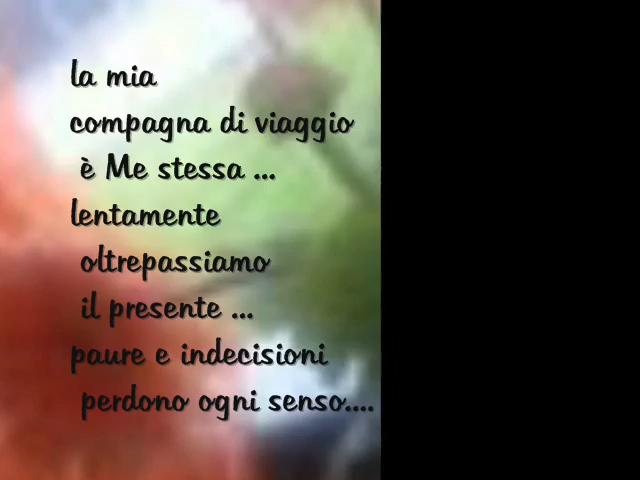 la mia
compagna di viaggio
è Me stessa ...
lentamente
oltrepassiamo
il presente ...
paure e indecisioni
perdono ogni senso....